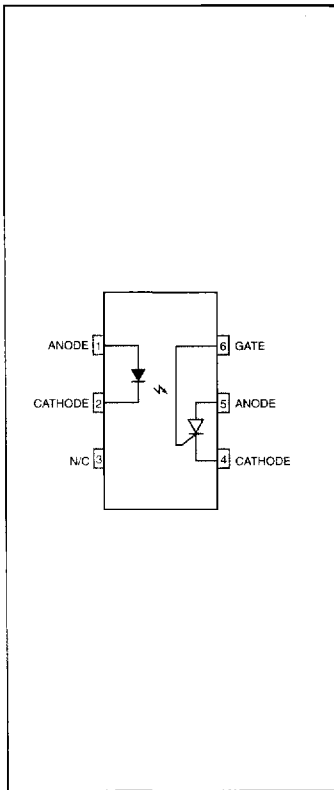 ANODE 1
6 GATE
CATHODE 2
5 ANODE
N/C 3
4 CATHODE